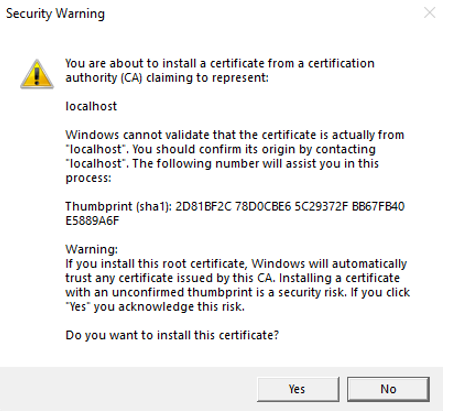 Security Warning
You are about to install a certificate from a certification
authority (CA) claiming to represent:
localhost
Windows cannot validate that the certificate is actually from
"localhost". You should confirm its origin by contacting
"localhost". The following number will assist you in this
process:
Thumbprint (sha1): 2D81BF2C 78D0CBE6 5C29372F BB67FB40
E5889A6F
Warning:
If you install this root certificate, Windows will automatically
trust any certificate issued by this CA. Installing a certificate
with an unconfirmed thumbprint is a security risk. If you click
"Yes" you acknowledge this risk.
Do you want to install this certificate?
Yes
No